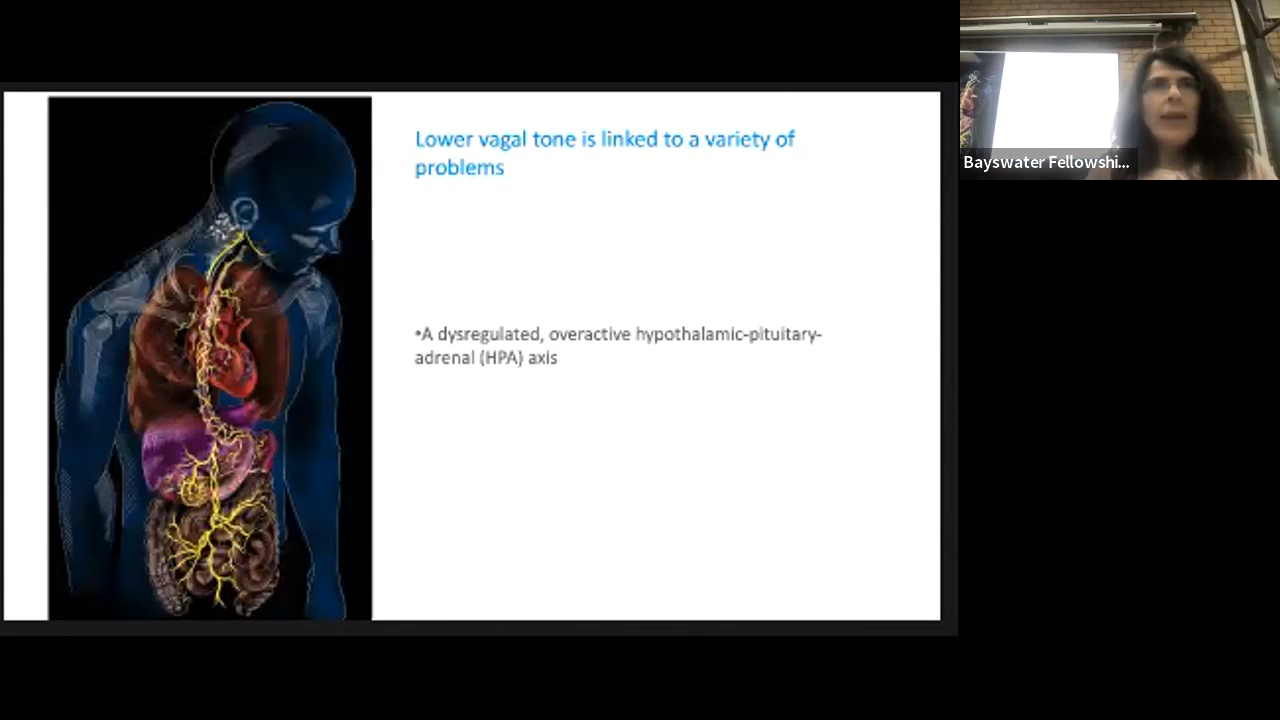 Lower vagal tone is linked to a variety of
problems
•A dysregulated, overactive hypothalamic-pituitary-
adrenal (HPA) axis
Bayswater Fellowshi...